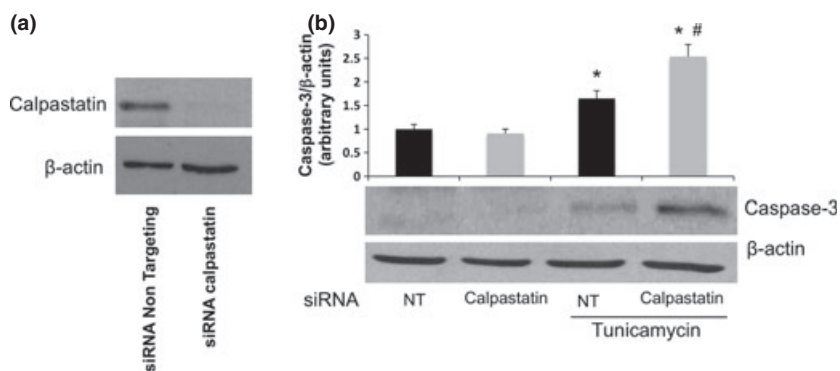 (a)
Calpastatin
β-actin
siRNA Non Targeting
siRNA calpastatin
(b)
Caspase-3/β-actin
(arbitrary units)
3
2.5
2
1.5
1
0.5
0
*
* #
Caspase-3
β-actin
siRNA NT Calpastatin NT Calpastatin
Tunicamycin